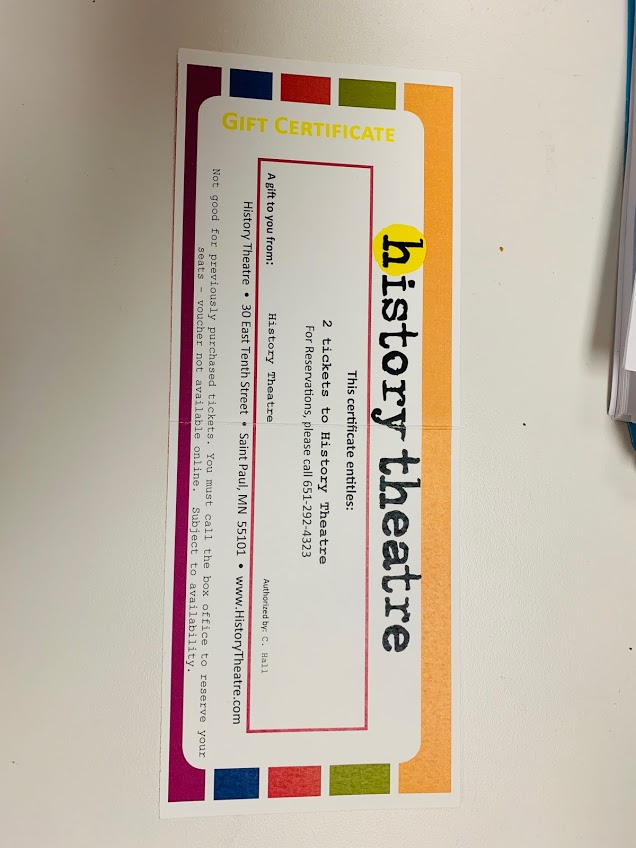 history theatre
GIFT CERTIFICATE
This certificate entitles:
2 tickets to History Theatre
For Reservations, please call 651-292-4323
A gift to you from: History Theatre
Authorized by: C. Hall
History Theatre • 30 East Tenth Street • Saint Paul, MN 55101 • www.HistoryTheatre.com
Not good for previously purchased tickets. You must call the box office to reserve your
seats - voucher not available online. Subject to availability.